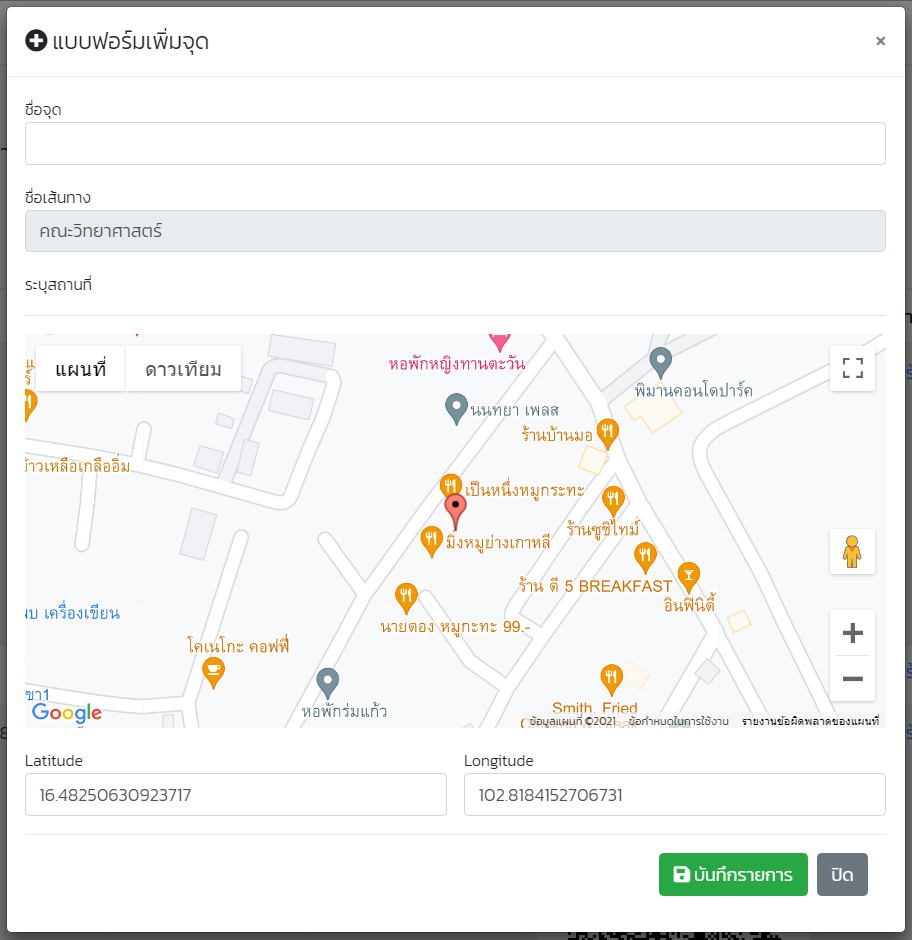 แบบฟอร์มเพิ่มจุด
×
ชื่อจุด
ชื่อเส้นทาง
คณะวิทยาศาสตร์
ระบุสถานที่
แผนที่ ดาวเทียม
หอพักหญิงทานตะวัน
พิมานคอนโดปาร์ค
นนทยา เพลส
ร้านบ้านมอ
าวเหลือเกลืออิ่ม
เป็นหนึ่งหมูกระทะ
ร้านซูชิไทม์
มิ่งหมูย่างเกาหลี
ร้าน ตี 5 BREAKFAST
อินฟินิตี้
เครื่องเขียน
นายตอง หมูกะทะ 99.-
โคเนโกะ คอฟฟี่
ขา1
หอพักร่มแก้ว
Smith, Fried
Google
ข้อมูลแผนที่ ©2021 ข้อกำหนดในการใช้งาน รายงานข้อผิดพลาดของแผนที่
Latitude Longitude
16.48250630923717 102.8184152706731
บันทึกรายการ ปิด